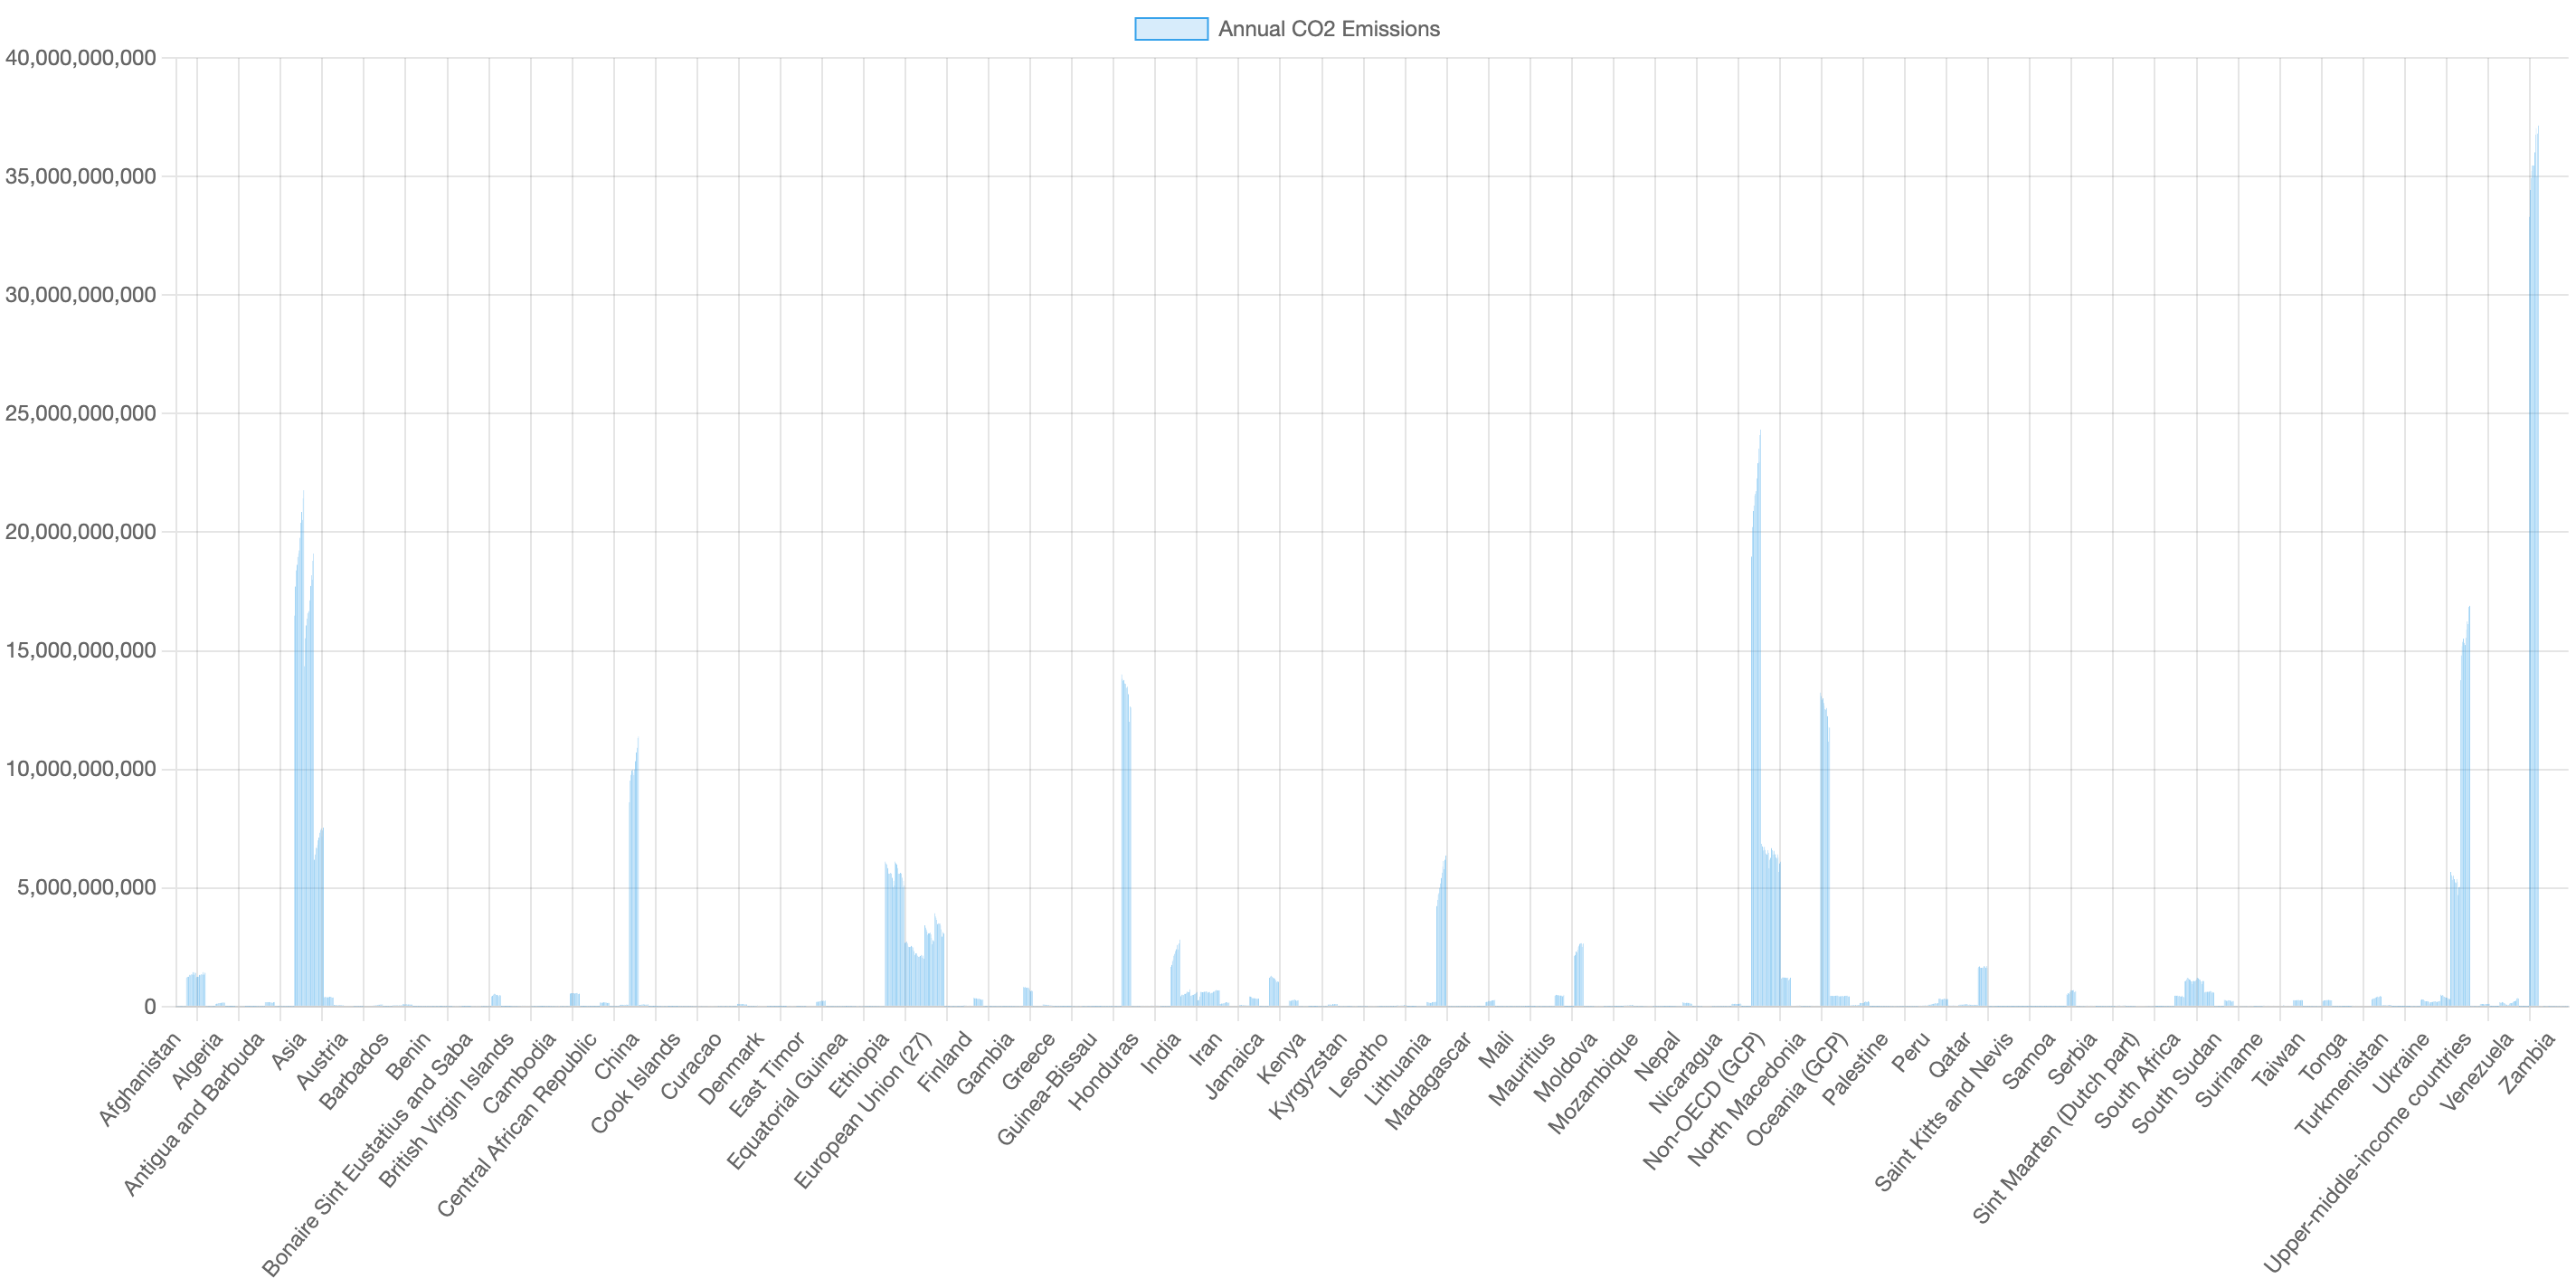 Annual CO2 Emissions
40,000,000,000
35,000,000,000
30,000,000,000
25,000,000,000
20,000,000,000
15,000,000,000
10,000,000,000
5,000,000,000
0
Afghanistan
Algeria
Antigua and Barbuda
Asia
Austria
Barbados
Benin
Bonaire Sint Eustatius and Saba
British Virgin Islands
Cambodia
Central African Republic
China
Cook Islands
Curacao
Denmark
East Timor
Equatorial Guinea
Ethiopia
European Union (27)
Finland
Gambia
Greece
Guinea-Bissau
Honduras
India
Iran
Jamaica
Kenya
Kyrgyzstan
Lesotho
Lithuania
Madagascar
Mali
Mauritius
Moldova
Mozambique
Nepal
Nicaragua
Non-OECD (GCP)
North Macedonia
Oceania (GCP)
Palestine
Peru
Qatar
Saint Kitts and Nevis
Samoa
Serbia
Sint Maarten (Dutch part)
South Africa
South Sudan
Suriname
Taiwan
Tonga
Turkmenistan
Ukraine
Upper-middle-income countries
Venezuela
Zambia